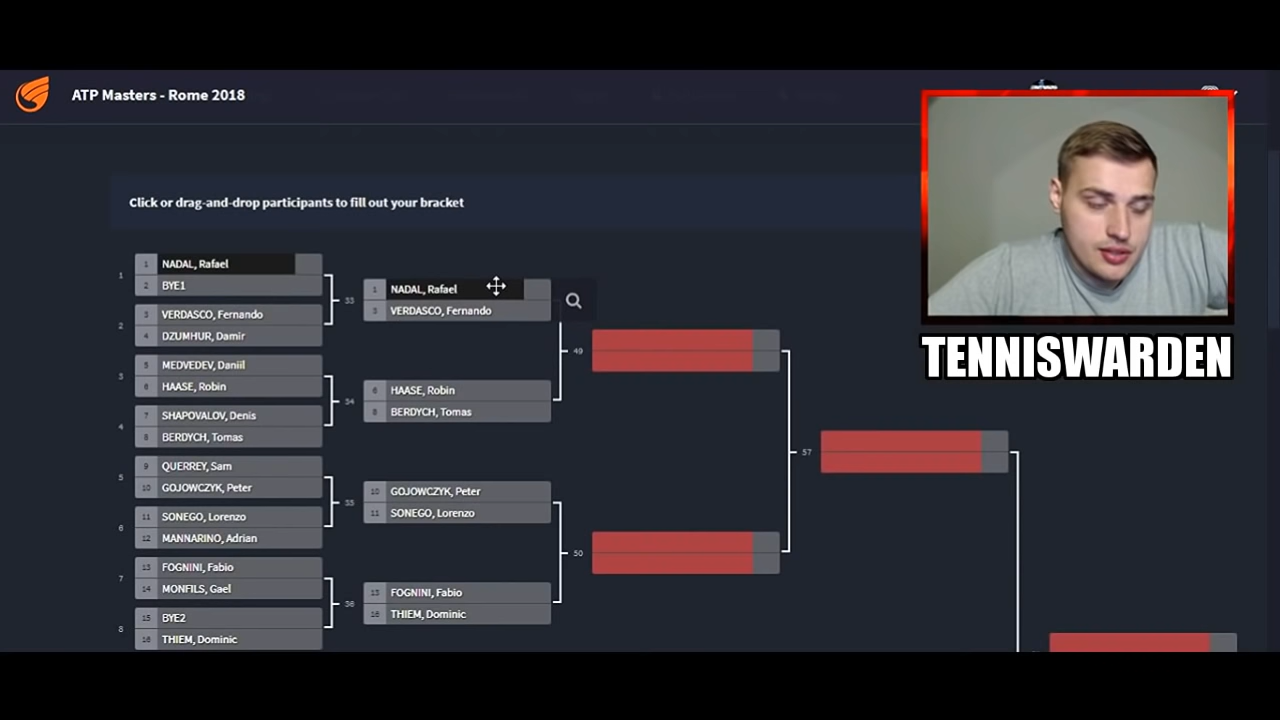 ATP Masters - Rome 2018
Click or drag-and-drop participants to fill out your bracket
TENNISWARDEN
1
1 NADAL, Rafael
2 BYE1
2
3 VERDASCO, Fernando
4 DZUMHUR, Damir
3
5 MEDVEDEV, Daniil
6 HAASE, Robin
4
7 SHAPOVALOV, Denis
8 BERDYCH, Tomas
5
9 QUERREY, Sam
10 GOJOWCZYK, Peter
6
11 SONEGO, Lorenzo
12 MANNARINO, Adrian
7
13 FOGNINI, Fabio
14 MONFILS, Gael
8
15 BYE2
16 THIEM, Dominic
33
1 NADAL, Rafael
3 VERDASCO, Fernando
34
6 HAASE, Robin
8 BERDYCH, Tomas
35
10 GOJOWCZYK, Peter
11 SONEGO, Lorenzo
36
13 FOGNINI, Fabio
16 THIEM, Dominic
49
50
57